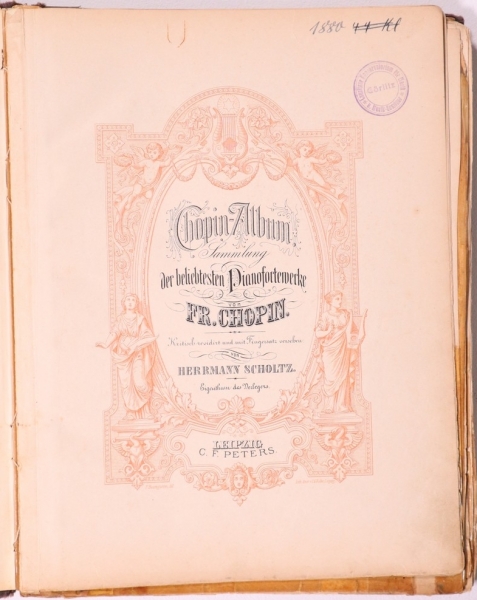 1880
Chopin-Album.
Sammlung
der beliebtesten Pianofortewerke
VON
FR. CHOPIN.
Kritisch revidirt und mit Fingersatz versehen
VON
HERRMANN SCHOLTZ.
Eigenthum des Verlegers.
LEIPZIG
C. F. PETERS.